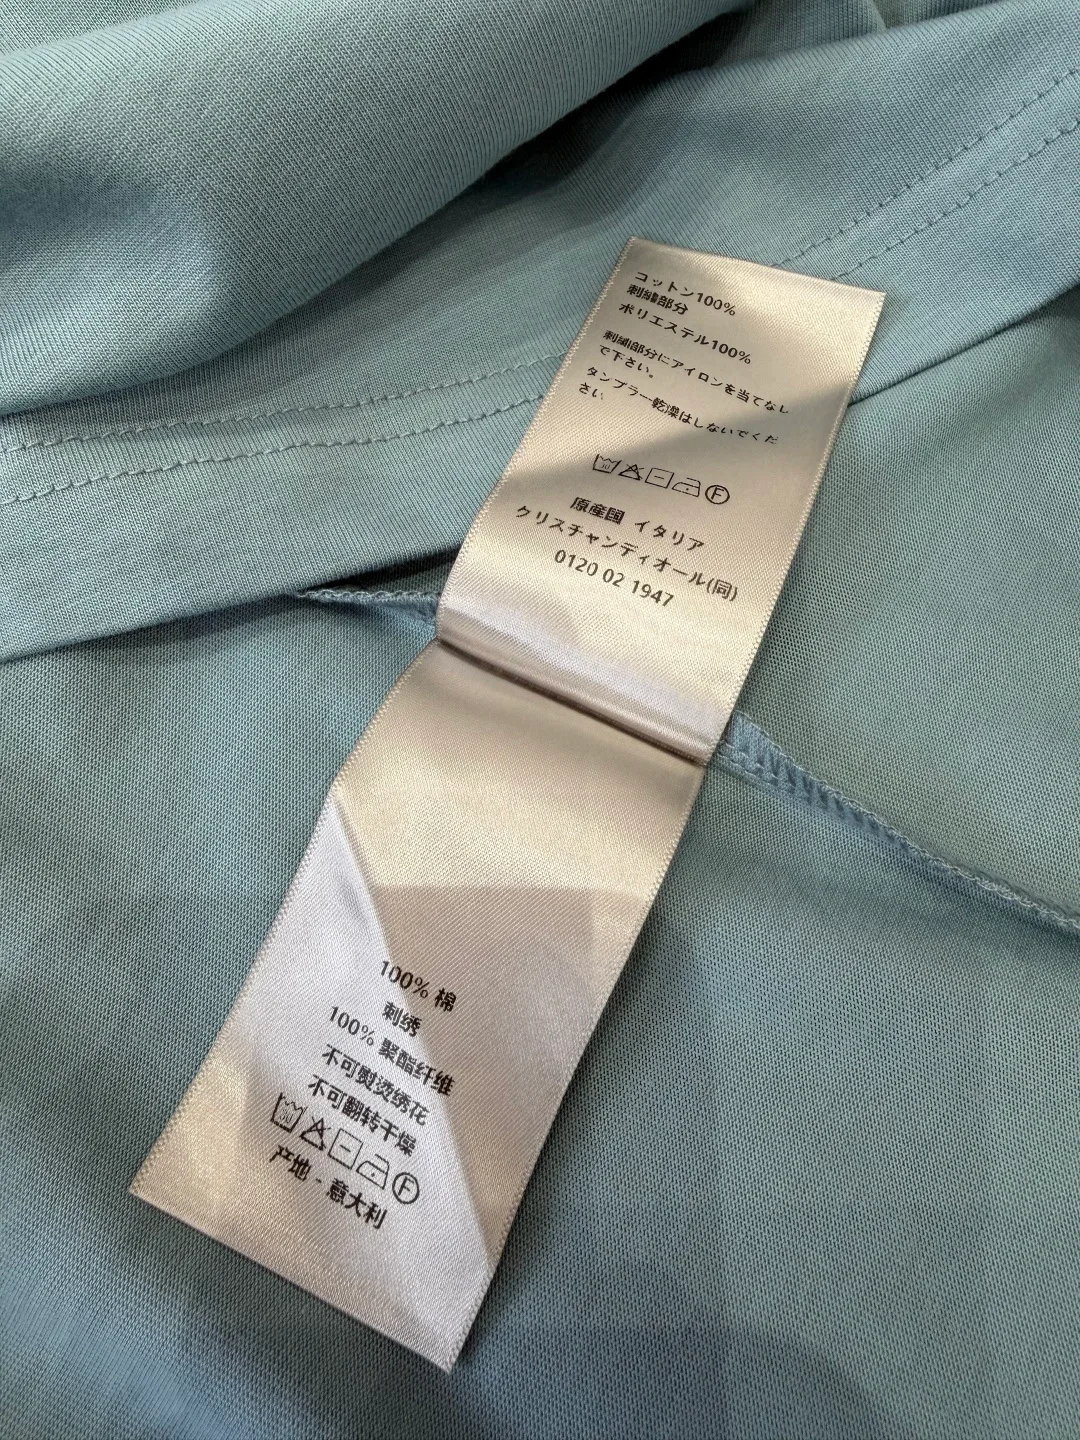 コットン100%
刺繍部分
ポリエステル100%
刺繍部分にアイロンを当てなし
で下さい。
タンブラー乾燥はしないでくだ
さい
30
F
原産国 イタリア
クリスチャンディオール(同)
0120 02 1947
100% 棉
刺绣
100% 聚酯纤维
不可熨烫绣花
不可翻转干燥
30
F
产地 - 意大利